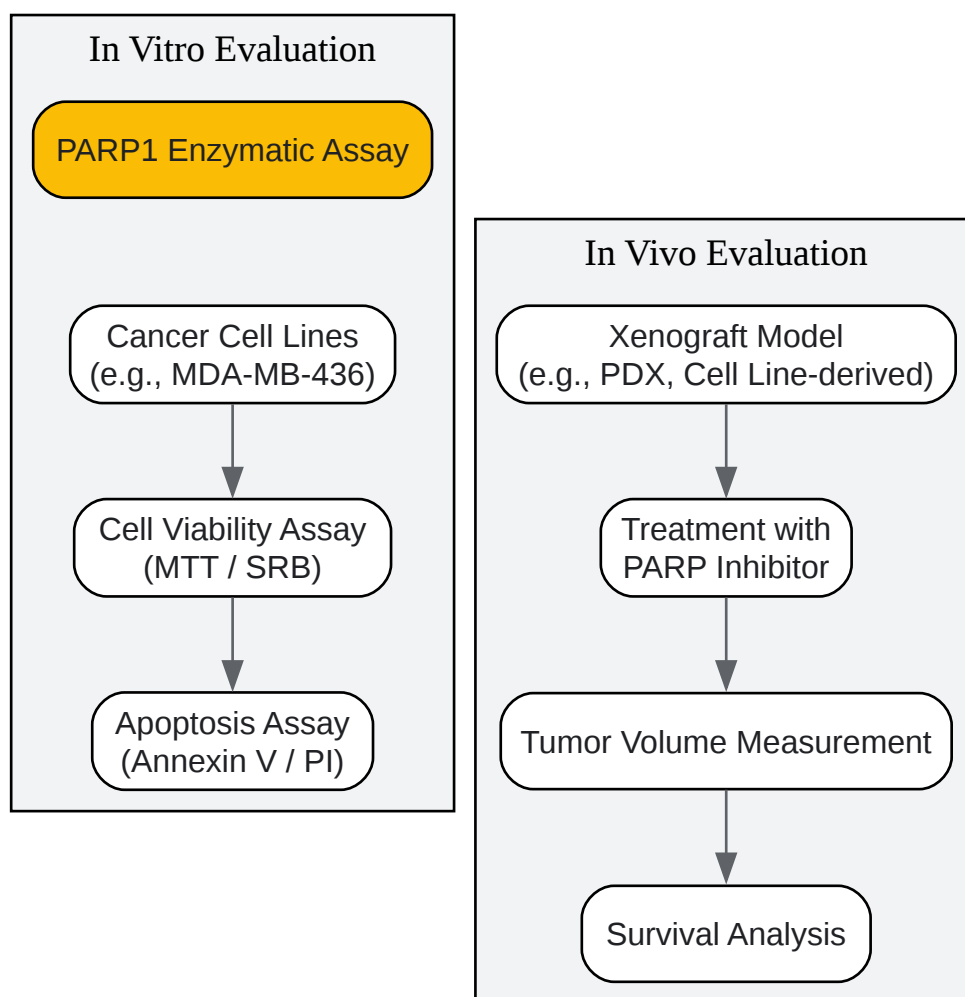 In Vitro Evaluation
PARP1 Enzymatic Assay
Cancer Cell Lines
(e.g., MDA-MB-436)
Cell Viability Assay
(MTT / SRB)
Apoptosis Assay
(Annexin V / PI)
In Vivo Evaluation
Xenograft Model
(e.g., PDX, Cell Line-derived)
Treatment with
PARP Inhibitor
Tumor Volume Measurement
Survival Analysis